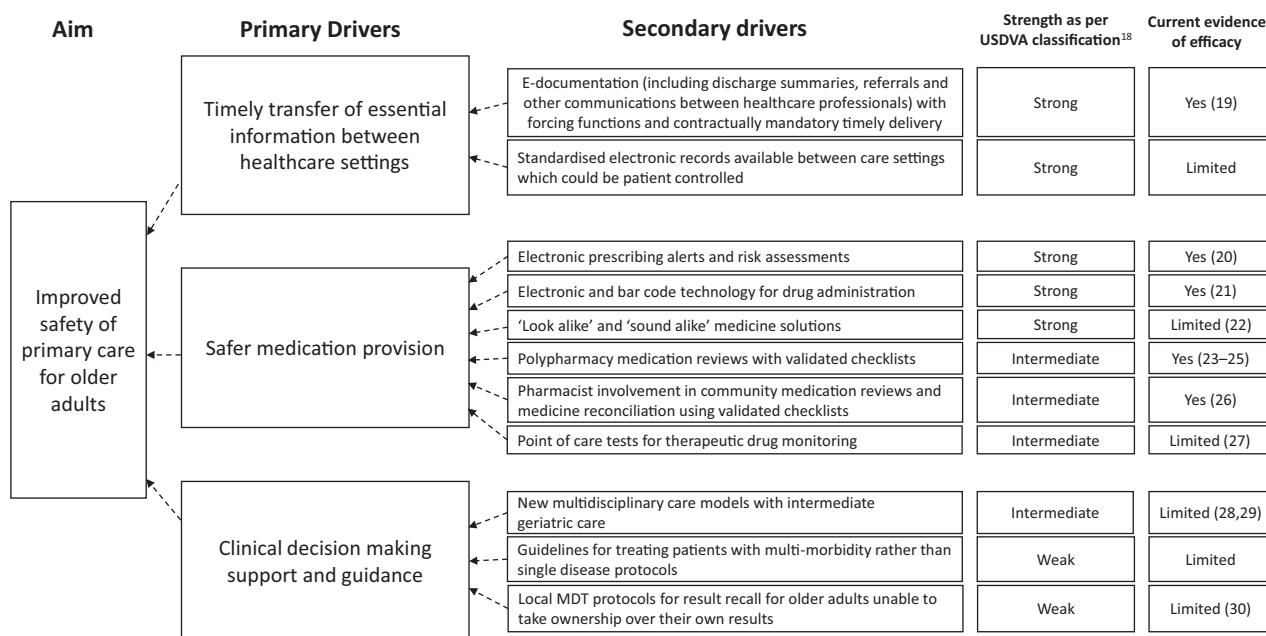 Aim
Primary Drivers
Secondary drivers
Strength as per
USDVA classification18
Current evidence
of efficacy
Improved
safety of
primary care
for older
adults
Timely transfer of essential
information between
healthcare settings
E-documentation (including discharge summaries, referrals and
other communications between healthcare professionals) with
forcing functions and contractually mandatory timely delivery
Strong
Yes (19)
Standardised electronic records available between care settings
which could be patient controlled
Strong
Limited
Safer medication provision
Electronic prescribing alerts and risk assessments
Strong
Yes (20)
Electronic and bar code technology for drug administration
Strong
Yes (21)
‘Look alike’ and ‘sound alike’ medicine solutions
Strong
Limited (22)
Polypharmacy medication reviews with validated checklists
Intermediate
Yes (23–25)
Pharmacist involvement in community medication reviews and
medicine reconciliation using validated checklists
Intermediate
Yes (26)
Point of care tests for therapeutic drug monitoring
Intermediate
Limited (27)
Clinical decision making
support and guidance
New multidisciplinary care models with intermediate
geriatric care
Intermediate
Limited (28,29)
Guidelines for treating patients with multi-morbidity rather than
single disease protocols
Weak
Limited
Local MDT protocols for result recall for older adults unable to
take ownership over their own results
Weak
Limited (30)